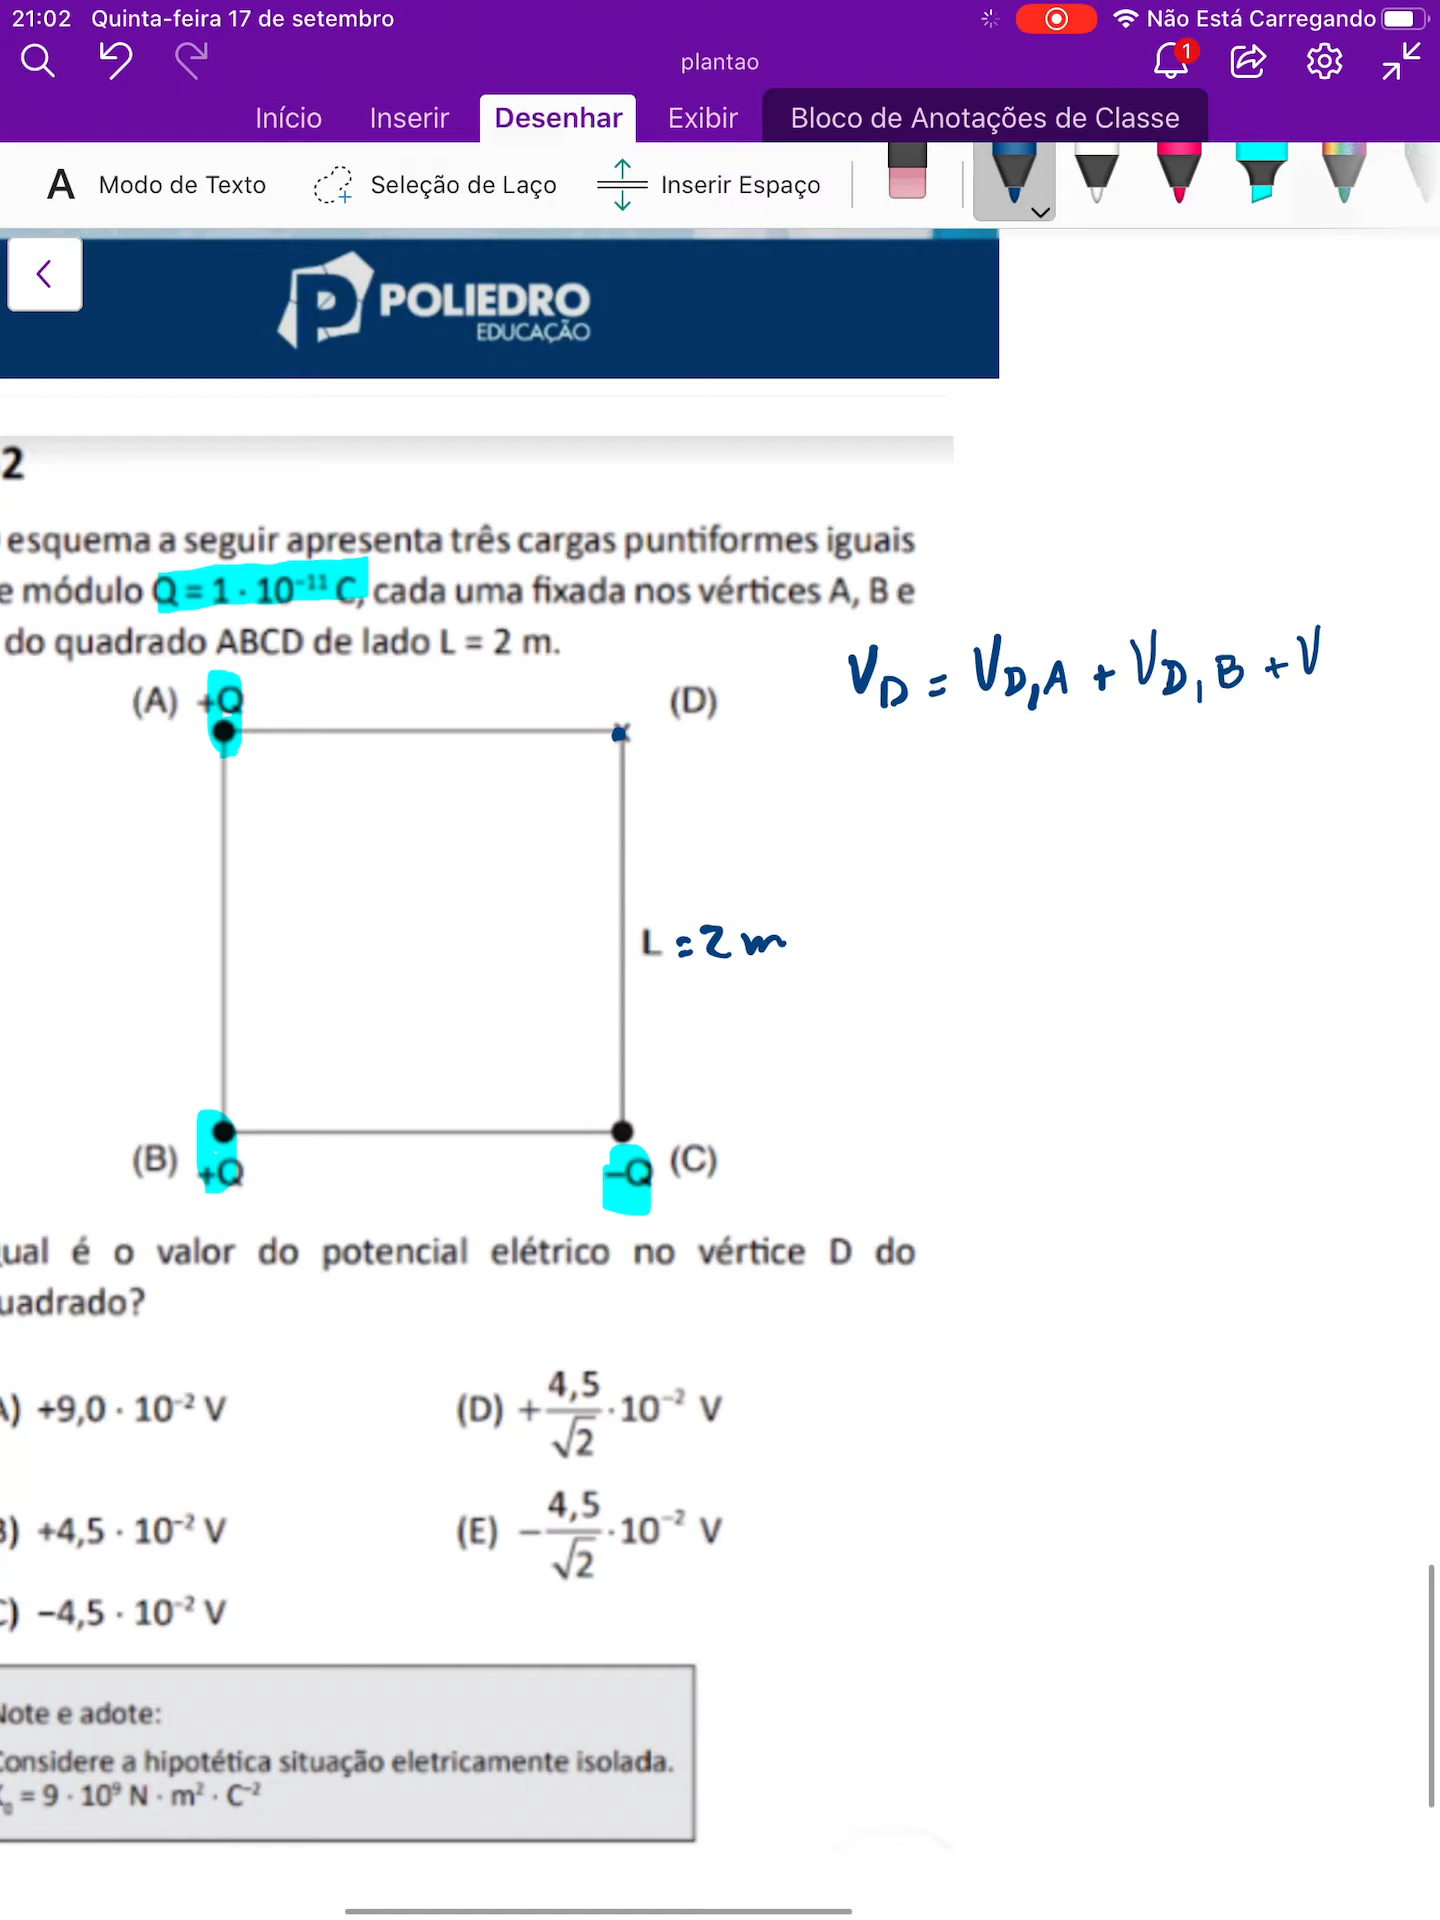 21:02 Quinta-feira 17 de setembro Não Está Carregando
plantao 1
Início Inserir Desenhar Exibir Bloco de Anotações de Classe
A Modo de Texto Seleção de Laço Inserir Espaço
POLIEDRO
EDUCAÇÃO
2
esquema a seguir apresenta três cargas puntiformes iguais
e módulo Q = 1 · 10⁻¹¹ C, cada uma fixada nos vértices A, B e
do quadrado ABCD de lado L = 2 m.
V_D = V_D,A + V_D,B + V
(A) +Q (D)
L = 2 m
(B) +Q −Q (C)
ual é o valor do potencial elétrico no vértice D do
uadrado?
A) +9,0 · 10⁻² V (D) + 4,5/√2 · 10⁻² V
B) +4,5 · 10⁻² V (E) − 4,5/√2 · 10⁻² V
C) −4,5 · 10⁻² V
Note e adote:
Considere a hipotética situação eletricamente isolada.
K₀ = 9 · 10⁹ N · m² · C⁻²